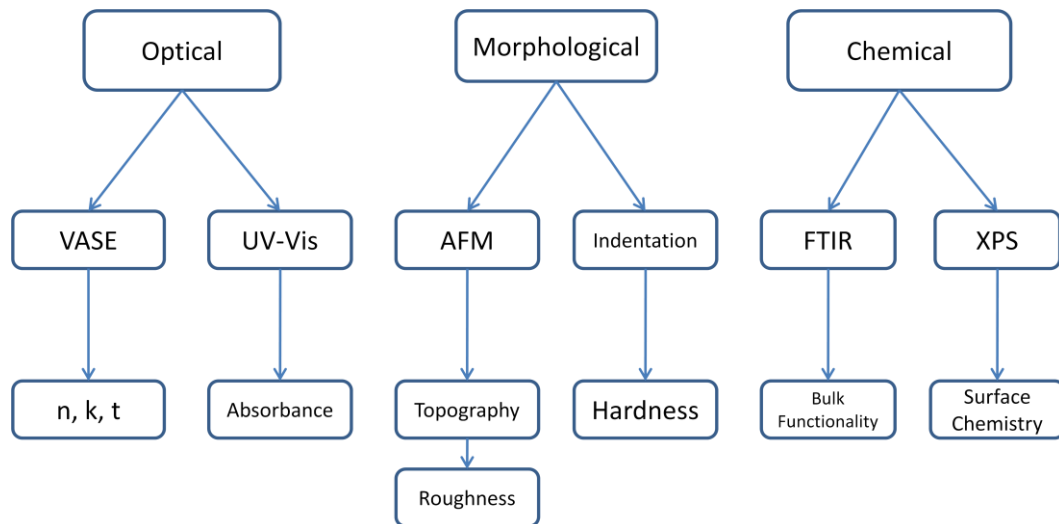 Optical
Morphological
Chemical
VASE
UV-Vis
AFM
Indentation
FTIR
XPS
n, k, t
Absorbance
Topography
Hardness
Bulk
Functionality
Surface
Chemistry
Roughness